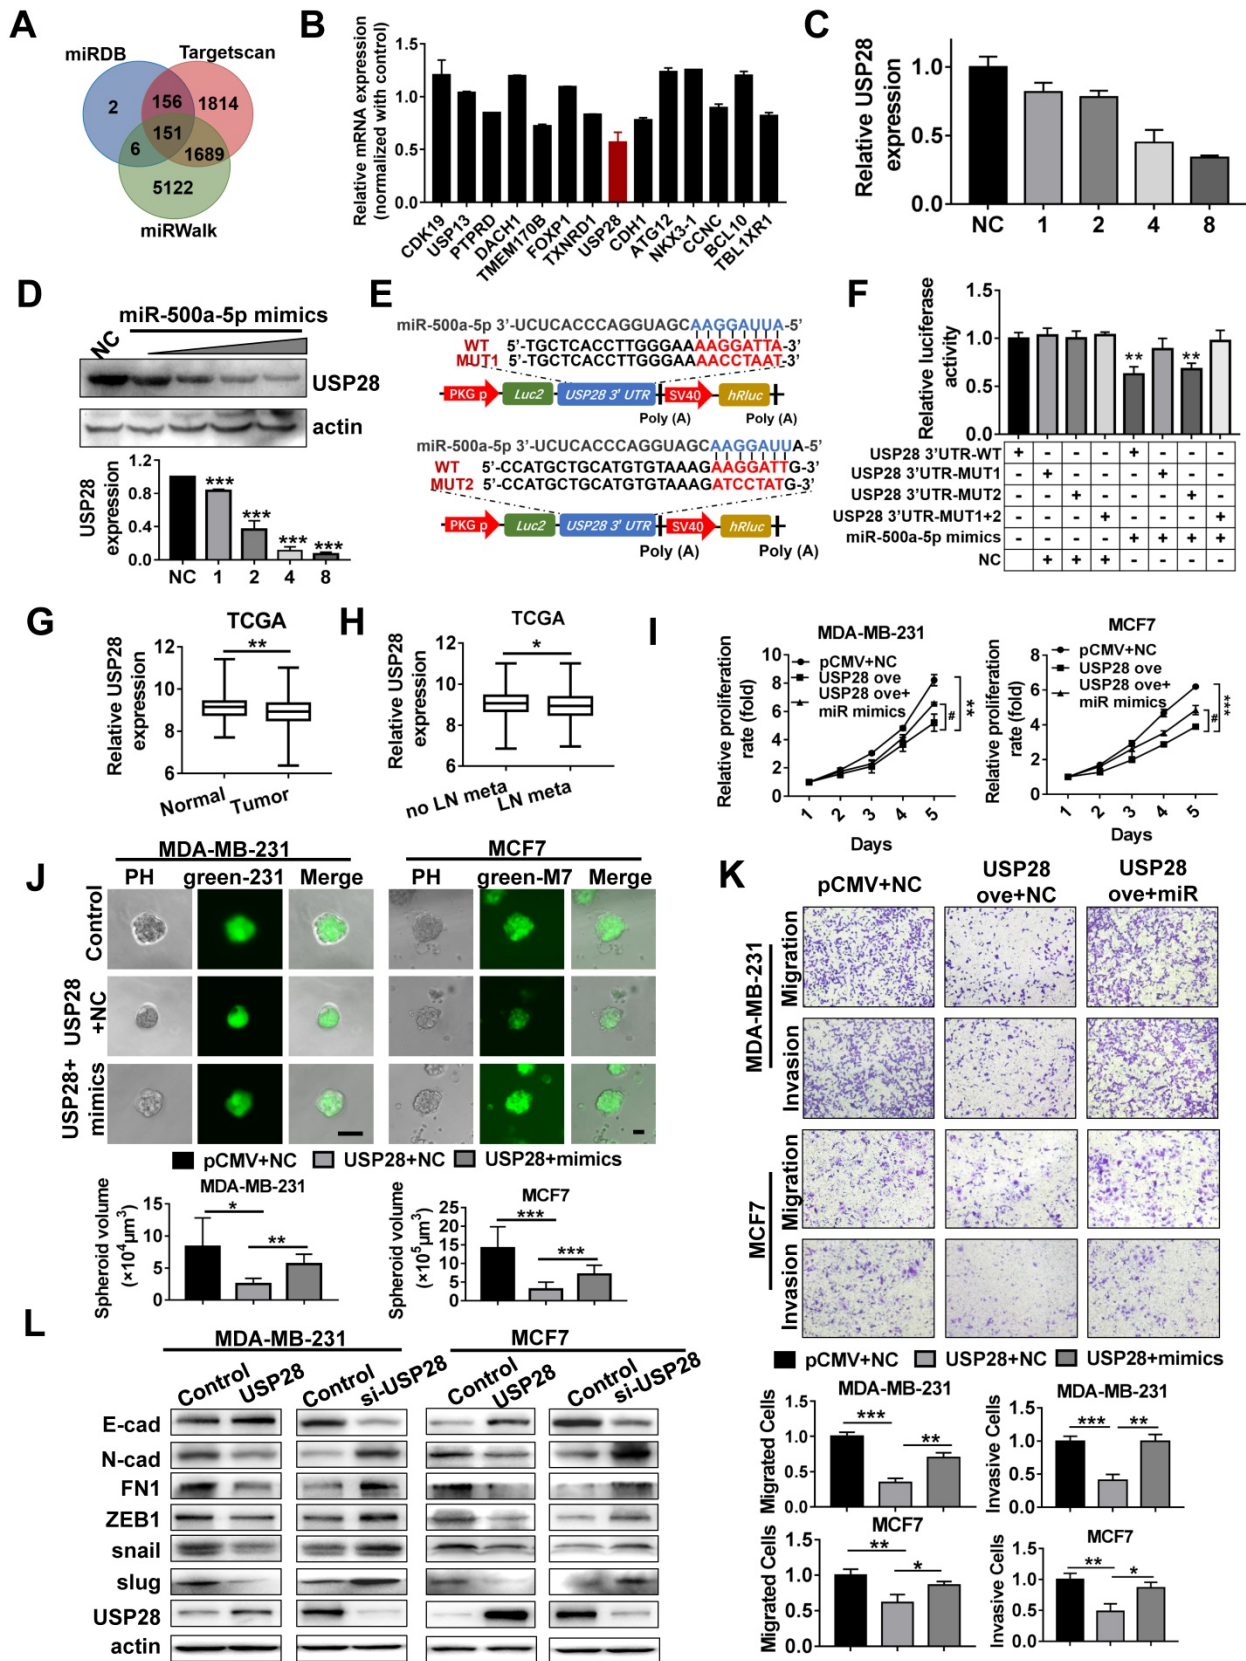 A
miRDB
Targetscan
2
156
1814
151
6
1689
5122
miRWalk
B
Relative mRNA expression
(normalized with control)
1.5
1.0
0.5
0.0
CDK19
USP13
PTPRD
DACH1
TMEM170B
FOXP1
TXNRD1
USP28
CDH1
ATG12
NKX3-1
CCNC
BCL10
TBL1XR1
C
Relative USP28
expression
1.0
0.5
0.0
NC 1 2 4 8
D
miR-500a-5p mimics
NC
USP28
actin
USP28
expression
1.2
0.8
0.4
0.0
*** *** *** ***
NC 1 2 4 8
E
miR-500a-5p 3'-UCUCACCCAGGUAGCAAGGAUUA-5'
WT 5'-TGCTCACCTTGGGAAAAGGATTA-3'
MUT1 5'-TGCTCACCTTGGGAAAACCTAAT-3'
PKG p Luc2 USP28 3' UTR SV40 hRluc
Poly (A) Poly (A)
miR-500a-5p 3'-UCUCACCCAGGUAGCAAGGAUUA-5'
WT 5'-CCATGCTGCATGTGTAAAGAAGGATTG-3'
MUT2 5'-CCATGCTGCATGTGTAAAGATCCTATG-3'
PKG p Luc2 USP28 3' UTR SV40 hRluc
Poly (A) Poly (A)
F
Relative luciferase
activity
1.5
1.0
0.5
0.0
** **
USP28 3'UTR-WT + - - - + - - -
USP28 3'UTR-MUT1 - + - - - + - -
USP28 3'UTR-MUT2 - - + - - - + -
USP28 3'UTR-MUT1+2 - - - + - - - +
miR-500a-5p mimics - - - - + + + +
NC + + + - - - -
G
TCGA
Relative USP28
expression
12
10
8
6
**
Normal Tumor
H
TCGA
Relative USP28
expression
12
10
8
6
*
no LN meta LN meta
I
MDA-MB-231
Relative proliferation
rate (fold)
10
8
6
4
2
0
pCMV+NC
USP28 ove
USP28 ove+
miR mimics
#
**
1 2 3 4 5
Days
MCF7
Relative proliferation
rate (fold)
8
6
4
2
0
pCMV+NC
USP28 ove
USP28 ove+
miR mimics
#
***
1 2 3 4 5
Days
J
MDA-MB-231 MCF7
PH green-231 Merge PH green-M7 Merge
Control
USP28
+NC
USP28+
mimics
pCMV+NC USP28+NC USP28+mimics
MDA-MB-231
Spheroid volume
(×10⁴μm³)
15
10
5
0
* **
MCF7
Spheroid volume
(×10⁵μm³)
25
20
15
10
5
0
*** ***
K
pCMV+NC
USP28
ove+NC
USP28
ove+miR
MDA-MB-231
Migration
Invasion
MCF7
Migration
Invasion
pCMV+NC USP28+NC USP28+mimics
MDA-MB-231
Migrated Cells
1.5
1.0
0.5
0.0
*** **
MDA-MB-231
Invasive Cells
1.5
1.0
0.5
0.0
*** **
MCF7
Migrated Cells
1.5
1.0
0.5
0.0
** *
MCF7
Invasive Cells
1.5
1.0
0.5
0.0
** *
L
MDA-MB-231 MCF7
Control USP28 Control si-USP28 Control USP28 Control si-USP28
E-cad
N-cad
FN1
ZEB1
snail
slug
USP28
actin